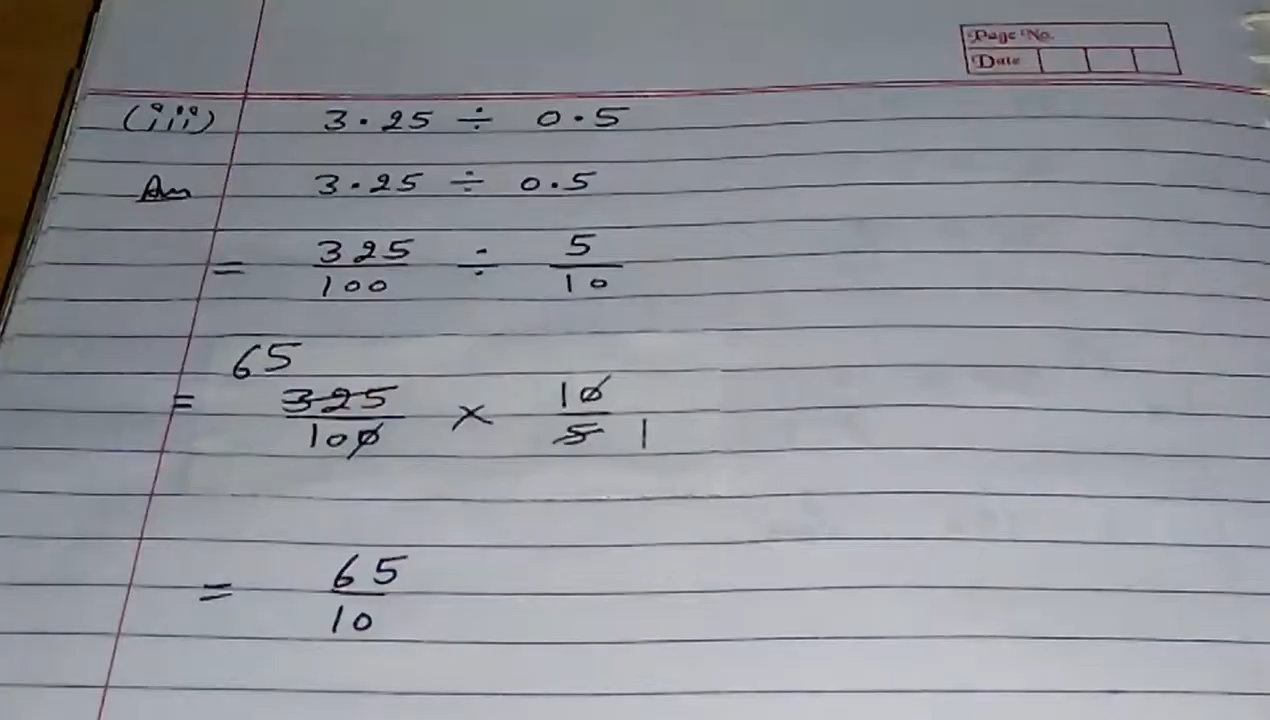 Page No.
Date
(iii) 3.25 ÷ 0.5
Ans 3.25 ÷ 0.5
= 325/100 ÷ 5/10
65
= 325/100 × 10/5 1
= 65/10